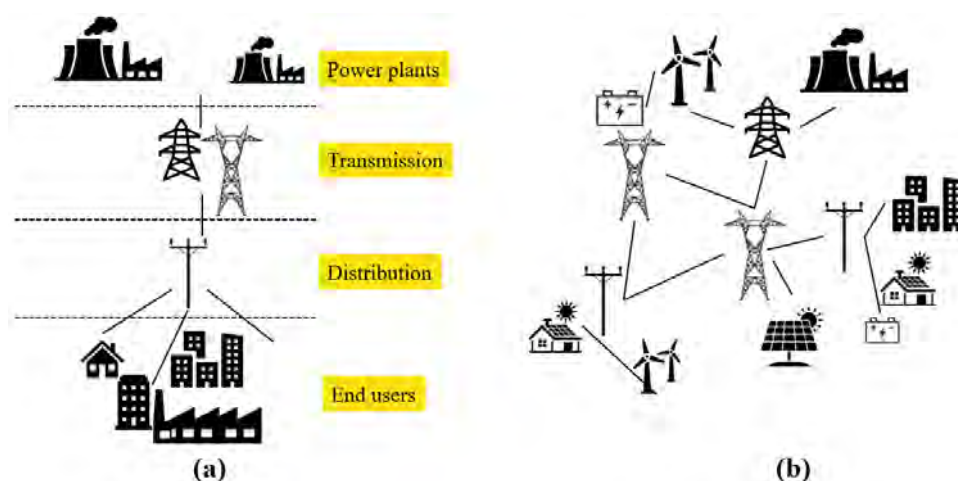 Power plants
Transmission
Distribution
End users
(a)
(b)